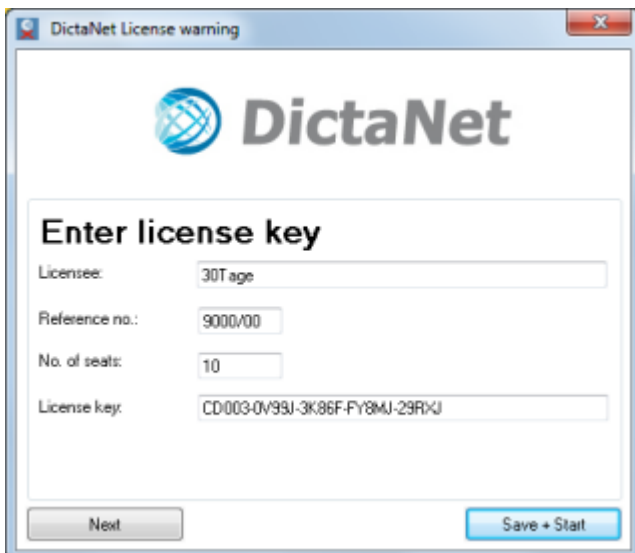 DictaNet License warning
DictaNet
Enter license key
Licensee: 30Tage
Reference no.: 9000/00
No. of seats: 10
License key: CD003-0V99J-3K86F-FY8MJ-29RXJ
Next Save + Start